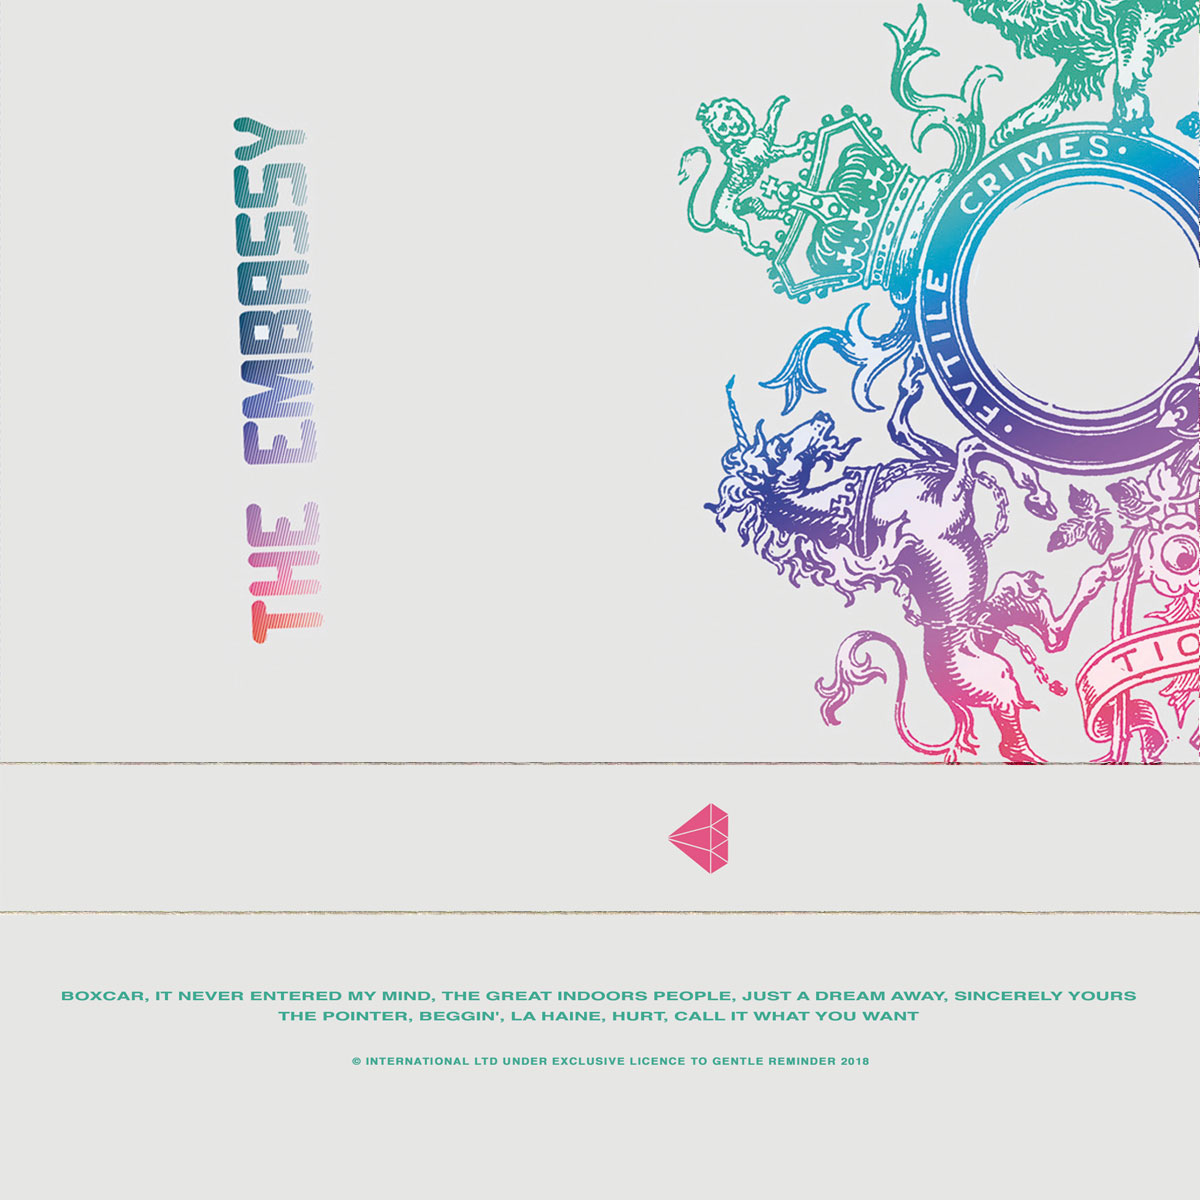 THE EMBASSY
· FVTILE CRIMES ·
TIO
BOXCAR, IT NEVER ENTERED MY MIND, THE GREAT INDOORS PEOPLE, JUST A DREAM AWAY, SINCERELY YOURS
THE POINTER, BEGGIN', LA HAINE, HURT, CALL IT WHAT YOU WANT
© INTERNATIONAL LTD UNDER EXCLUSIVE LICENCE TO GENTLE REMINDER 2018